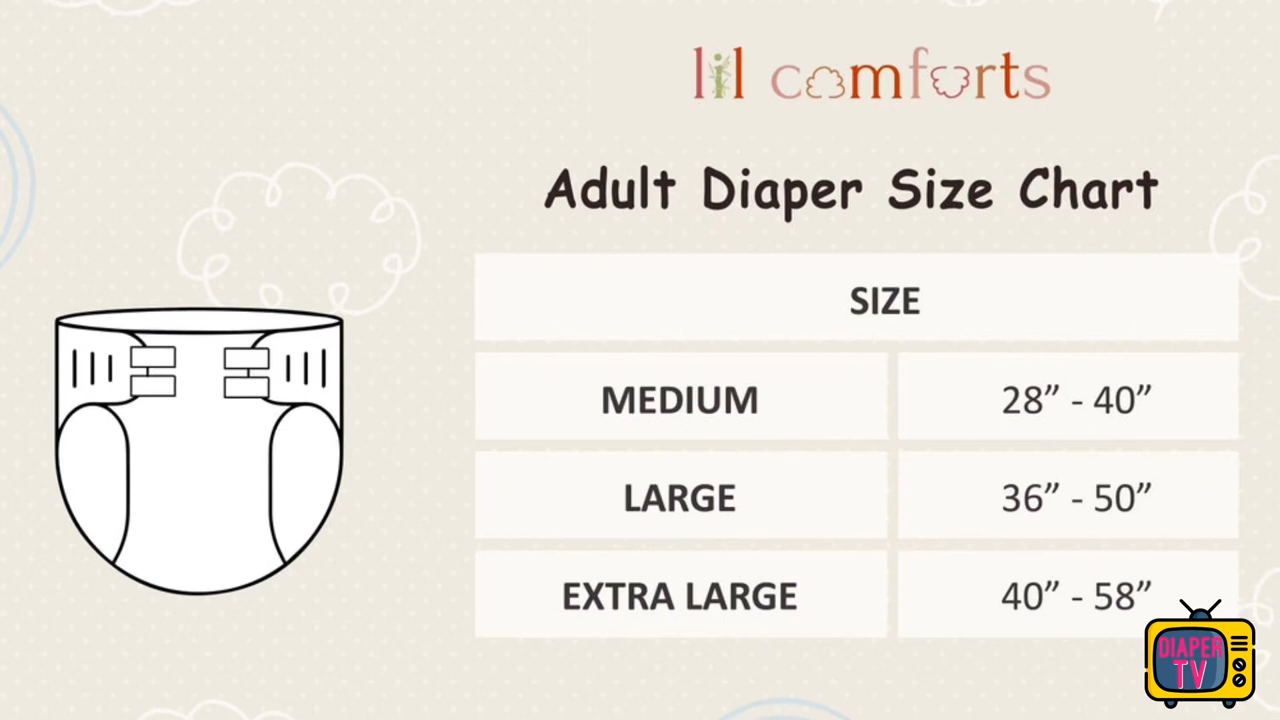 lil comforts
Adult Diaper Size Chart
SIZE
MEDIUM 28” - 40”
LARGE 36” - 50”
EXTRA LARGE 40” - 58”
DIAPER
TV